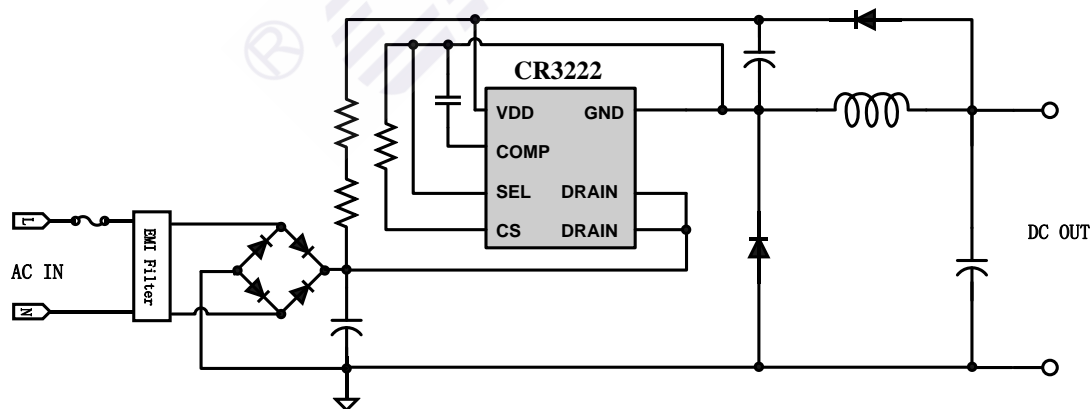 CR3222
VDD GND
COMP
SEL DRAIN
CS DRAIN
L
EMI Filter
AC IN
N
DC OUT
®